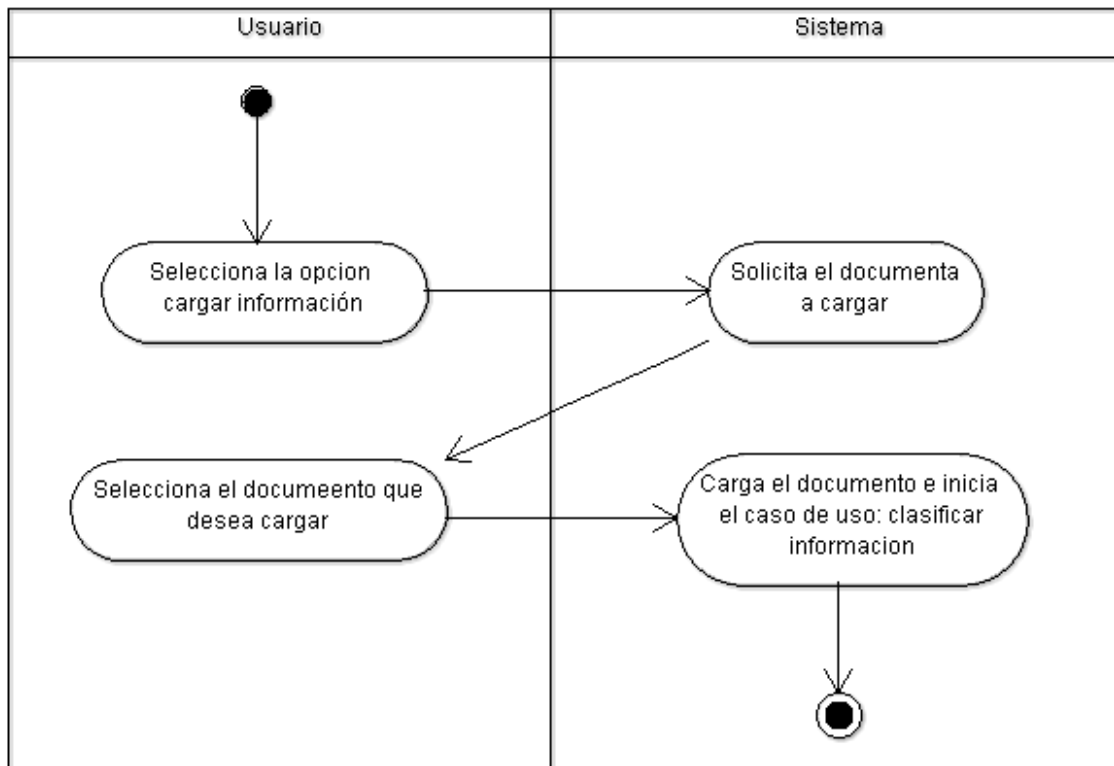 Usuario
Sistema
Selecciona la opcion
cargar información
Solicita el documenta
a cargar
Selecciona el documeento que
desea cargar
Carga el documento e inicia
el caso de uso: clasificar
informacion